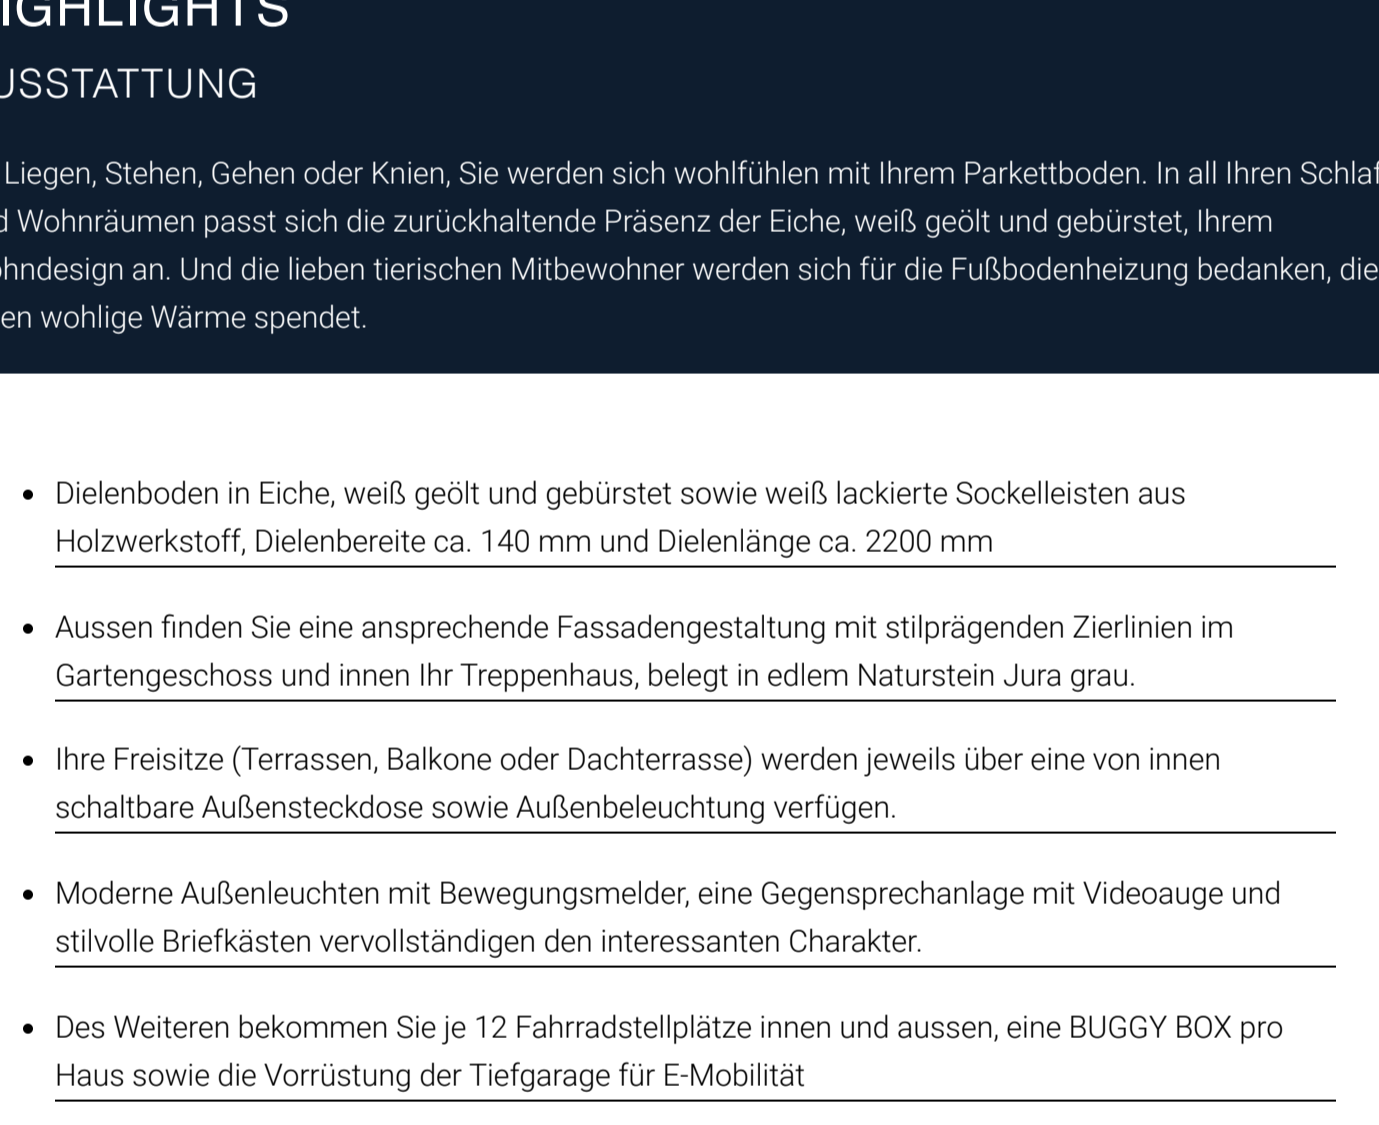 IGHLIGHTS
USSTATTUNG
Liegen, Stehen, Gehen oder Knien, Sie werden sich wohlfühlen mit Ihrem Parkettboden. In all Ihren Schlaf
d Wohnräumen passt sich die zurückhaltende Präsenz der Eiche, weiß geölt und gebürstet, Ihrem
ohndesign an. Und die lieben tierischen Mitbewohner werden sich für die Fußbodenheizung bedanken, die
en wohlige Wärme spendet.
• Dielenboden in Eiche, weiß geölt und gebürstet sowie weiß lackierte Sockelleisten aus
Holzwerkstoff, Dielenbereite ca. 140 mm und Dielenlänge ca. 2200 mm
• Aussen finden Sie eine ansprechende Fassadengestaltung mit stilprägenden Zierlinien im
Gartengeschoss und innen Ihr Treppenhaus, belegt in edlem Naturstein Jura grau.
• Ihre Freisitze (Terrassen, Balkone oder Dachterrasse) werden jeweils über eine von innen
schaltbare Außensteckdose sowie Außenbeleuchtung verfügen.
• Moderne Außenleuchten mit Bewegungsmelder, eine Gegensprechanlage mit Videoauge und
stilvolle Briefkästen vervollständigen den interessanten Charakter.
• Des Weiteren bekommen Sie je 12 Fahrradstellplätze innen und aussen, eine BUGGY BOX pro
Haus sowie die Vorrüstung der Tiefgarage für E-Mobilität